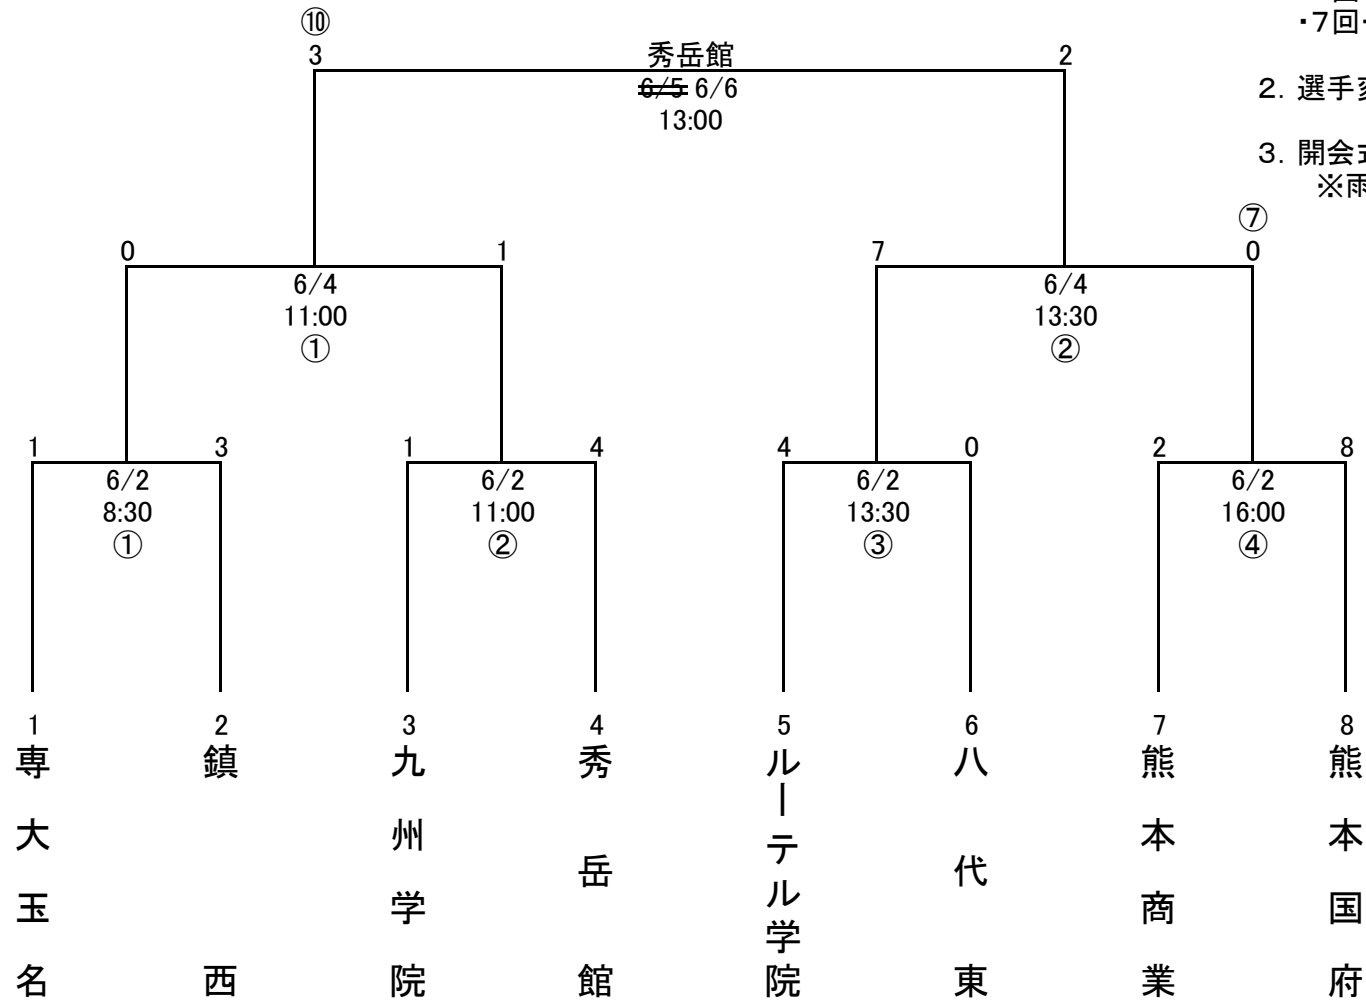 ⑩
3 秀岳館 2
6/5 6/6
13:00
・7回
2. 選手
3. 開会
※雨
⑦
0 1 7 0
6/4 6/4
11:00 13:30
① ②
1 3 1 4 4 0 2 8
6/2 6/2 6/2 6/2
8:30 11:00 13:30 16:00
① ② ③ ④
1 2 3 4 5 6 7 8
専大玉名
鎮西
九州学院
秀岳館
ルーテル学院
八代東
熊本商業
熊本国府